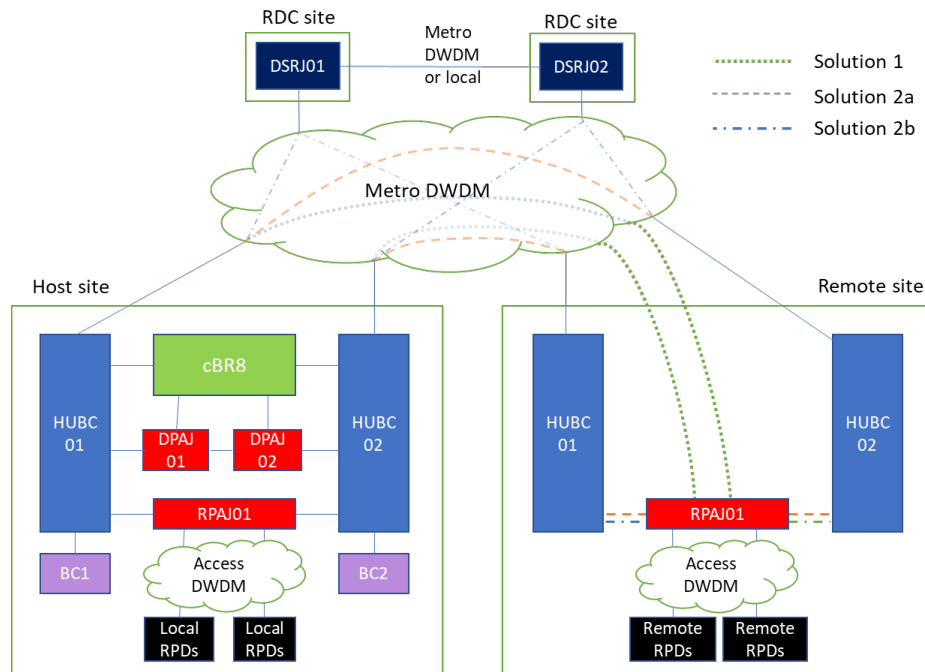 RDC site
RDC site
DSRJ01
Metro
DWDM
or local
DSRJ02
Solution 1
Solution 2a
Solution 2b
Metro DWDM
Host site
Remote site
HUBC
01
cBR8
DPAJ
01
DPAJ
02
HUBC
02
RPAJ01
BC1
BC2
Access
DWDM
Local
RPDs
Local
RPDs
HUBC
01
HUBC
02
RPAJ01
Access
DWDM
Remote
RPDs
Remote
RPDs